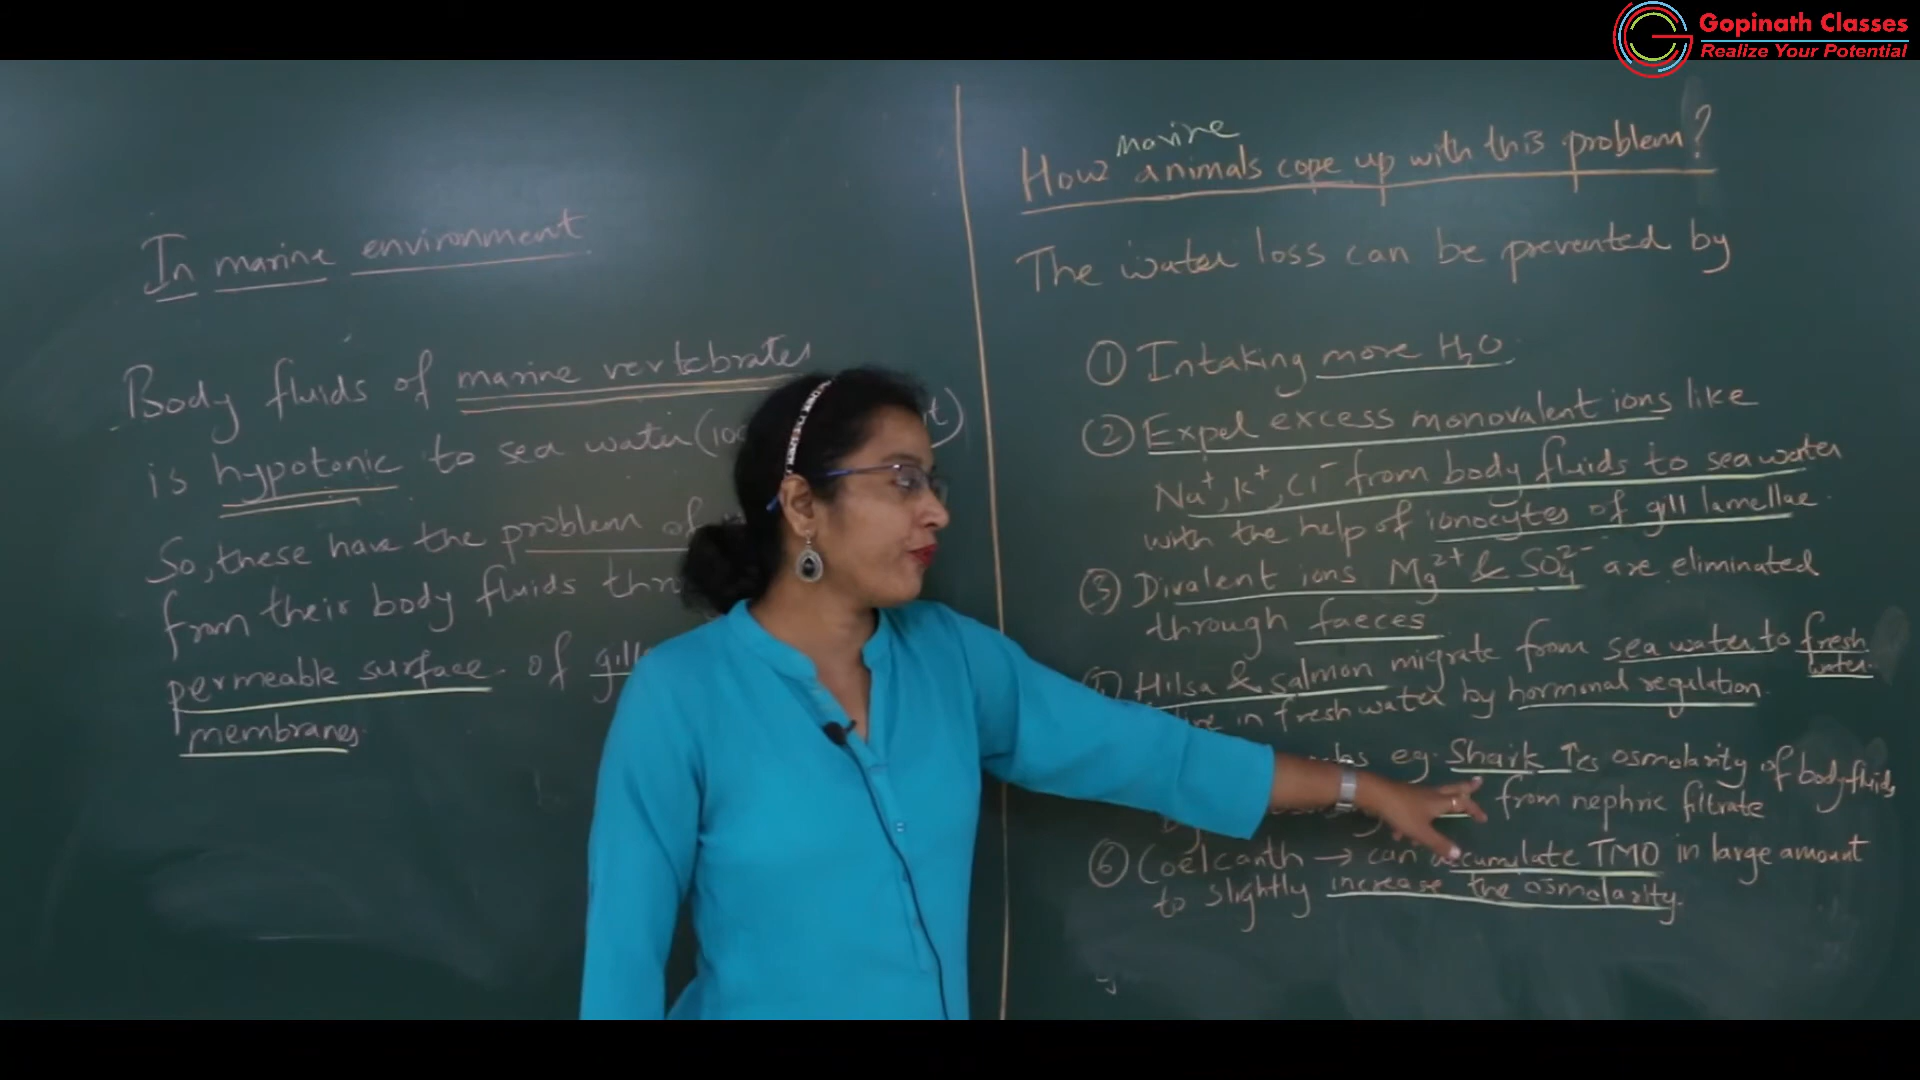 Gopinath Classes
Realize Your Potential
In marine environment
Body fluids of marine vertebrates
is hypotonic to sea water (100
So, these have the problem of
from their body fluids
permeable surface of gill
membranes.
How marine animals cope up with this problem?
The water loss can be prevented by
① Intaking more H2O.
② Expel excess monovalent ions like
Na+, K+, Cl- from body fluids to sea water
with the help of ionocytes of gill lamellae.
③ Divalent ions Mg2+ & SO4 2- are eliminated
through faeces
Hilsa & salmon migrate from sea water to fresh water.
in fresh water by hormonal regulation.
eg. Shark ↑es osmolarity of body fluids
from nephric filtrate
⑥ Coelcanth → can accumulate TMO in large amount
to slightly increase the osmolarity.